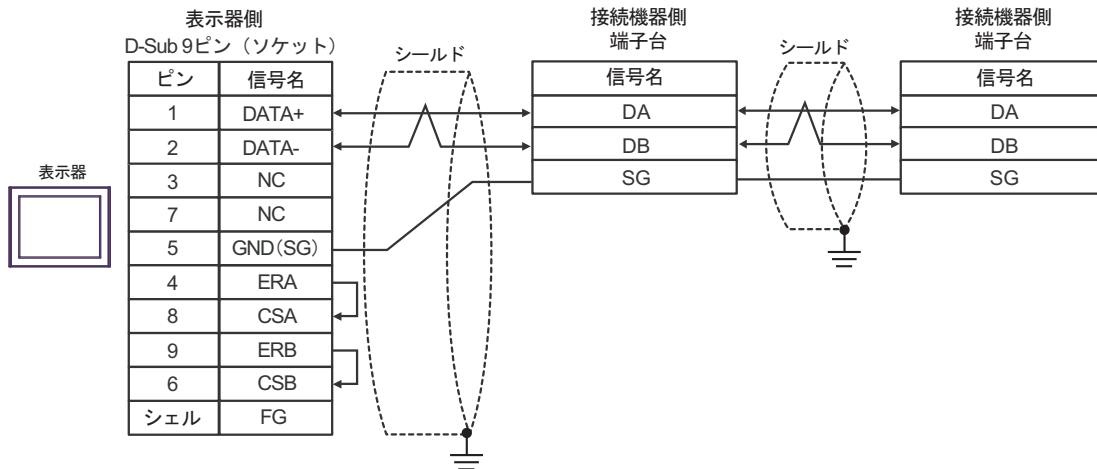 表示器側
D-Sub 9ピン（ソケット）
ピン 信号名
1 DATA+
2 DATA-
3 NC
7 NC
5 GND(SG)
4 ERA
8 CSA
9 ERB
6 CSB
シェル FG
表示器
シールド
接続機器側
端子台
信号名
DA
DB
SG
シールド
接続機器側
端子台
信号名
DA
DB
SG